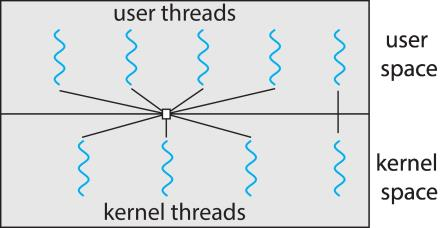 user threads
user
space
kernel
space
kernel threads